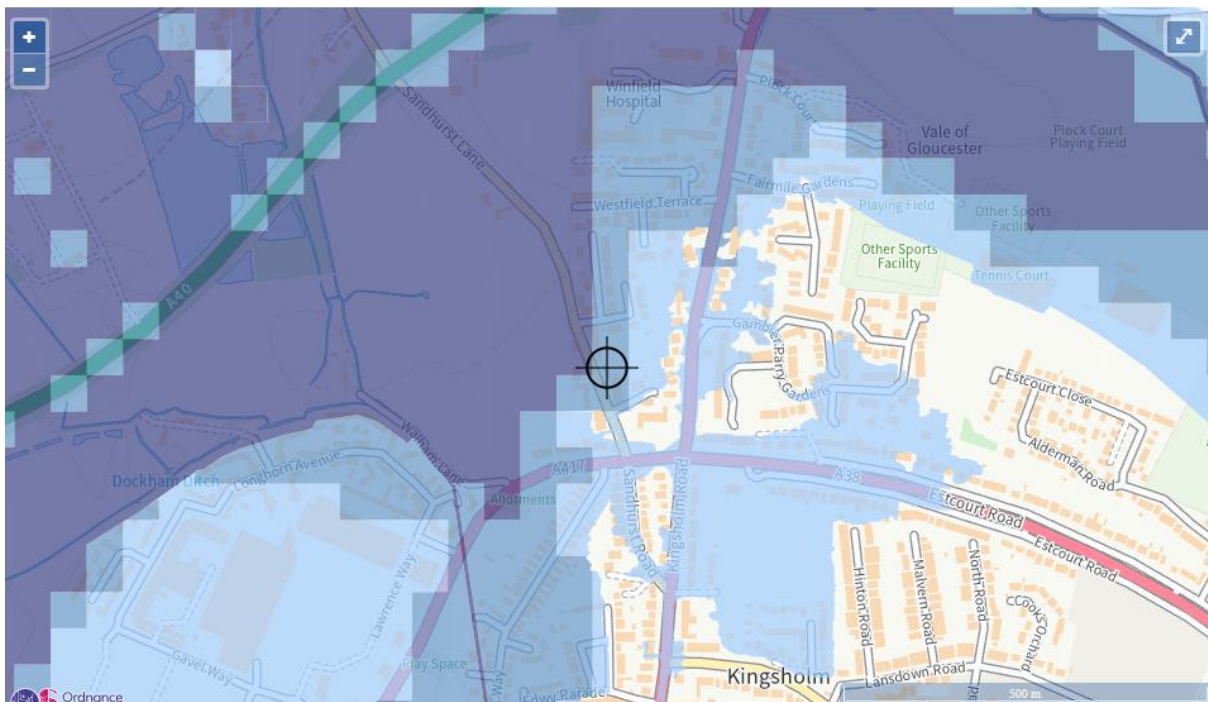 +
−
Winfield
Hospital
Plock Court
Vale of
Gloucester
Plock Court
Playing Field
Sandhurst Lane
Fairmile Gardens
Westfield Terrace
Playing Field
Other Sports
Facility
Other Sports
Facility
Tennis Court
A40
Gambier Parry Gardens
Estcourt Close
Alderman Road
Walham Lane
Longhorn Avenue
Dockham Ditch
A417
Allotments
A38
Sandhurst Road
Kingsholm Road
Estcourt Road
Estcourt Road
Lawrence Way
Hinton Road
Malvern Road
North Road
Cooks Orchard
Gavel Way
Play Space
Way
Kingsholm
Lansdown Road
500 m
Ordnance